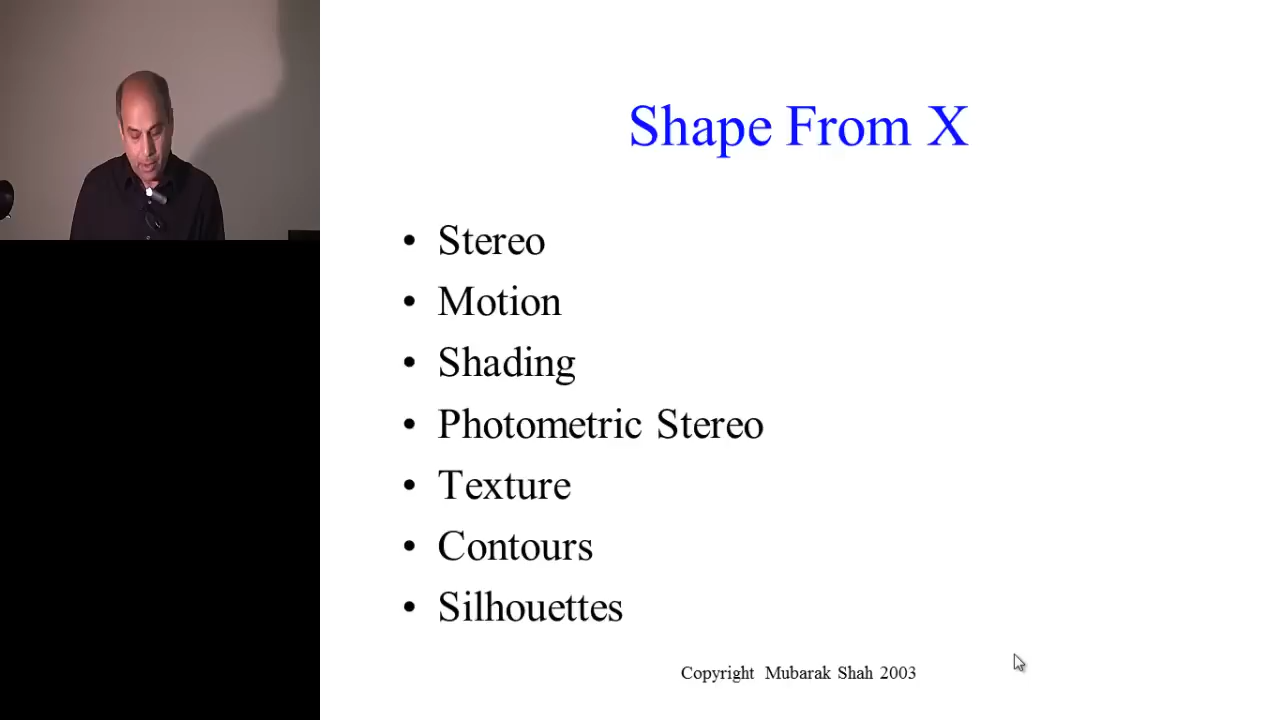 Shape From X
• Stereo
• Motion
• Shading
• Photometric Stereo
• Texture
• Contours
• Silhouettes
Copyright Mubarak Shah 2003